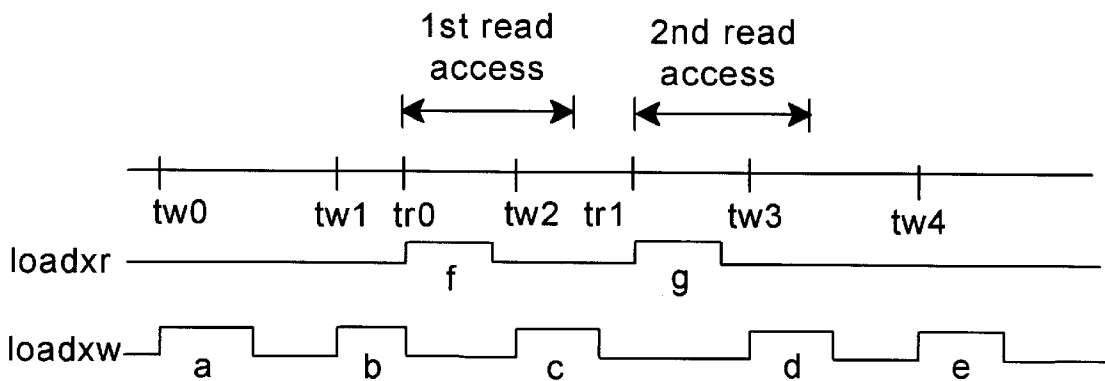 1st read
access
2nd read
access
tw0 tw1 tr0 tw2 tr1 tw3 tw4
loadxr
f g
loadxw
a b c d e